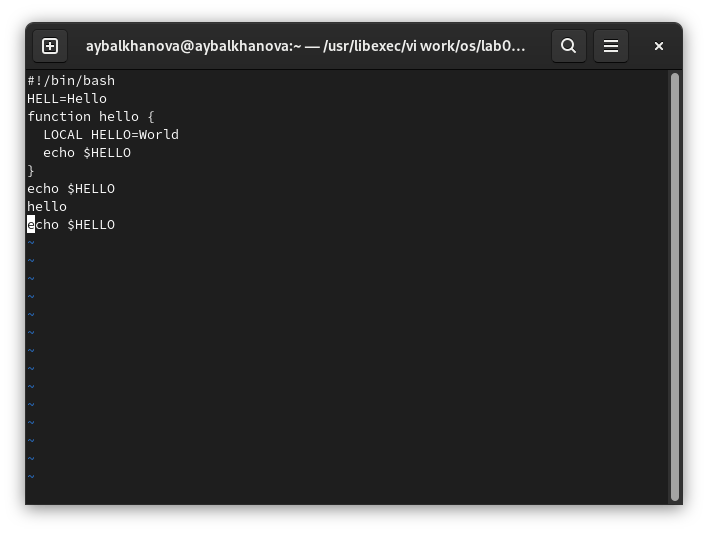 aybalkhanova@aybalkhanova:~ — /usr/libexec/vi work/os/lab0…
#!/bin/bash
HELL=Hello
function hello {
  LOCAL HELLO=World
  echo $HELLO
}
echo $HELLO
hello
echo $HELLO
~
~
~
~
~
~
~
~
~
~
~
~
~
~